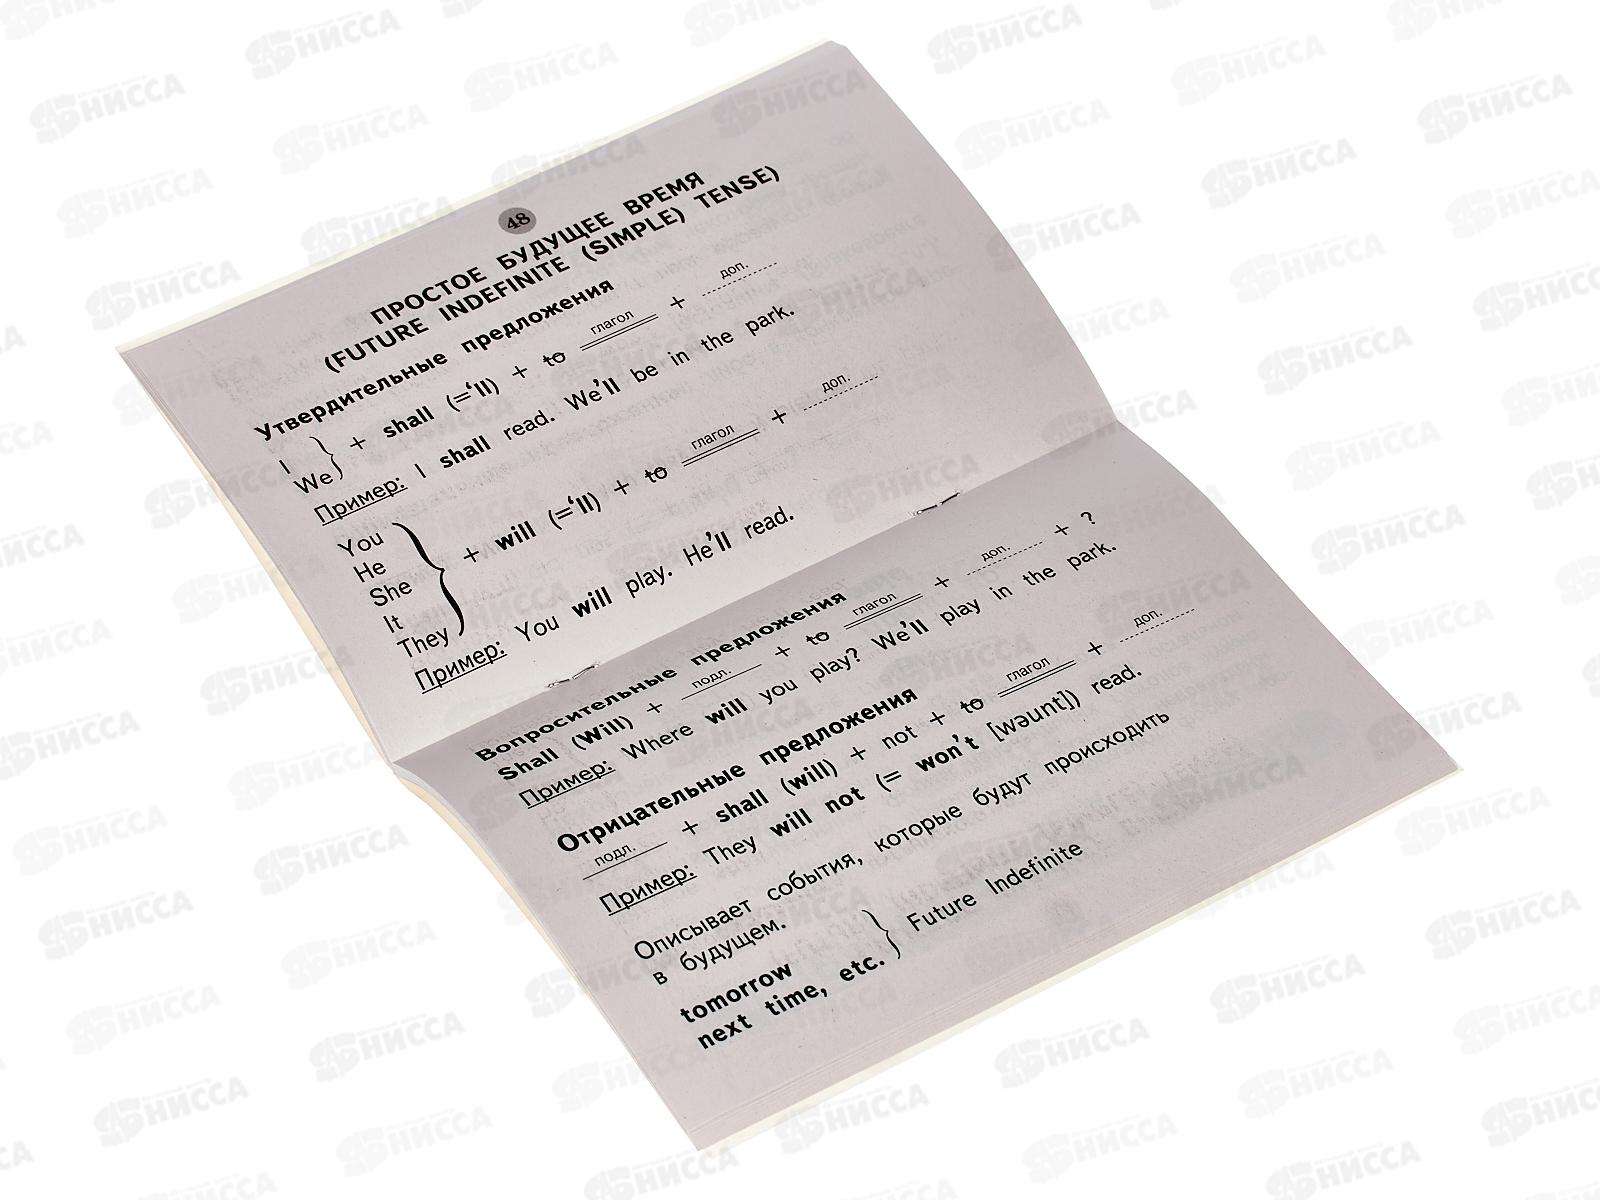 48
ПРОСТОЕ БУДУЩЕЕ ВРЕМЯ
(FUTURE INDEFINITE (SIMPLE) TENSE)
Утвердительные предложения
I
We } + shall (=‘ll) + to глагол + доп.
Пример: I shall read. We’ll be in the park.
You
He
She
It
They } + will (=‘ll) + to глагол + доп.
Пример: You will play. He’ll read.
Вопросительные предложения
Shall (Will) + подл. + to глагол + доп. + ?
Пример: Where will you play? We’ll play in the park.
Отрицательные предложения
подл. + shall (will) + not + to глагол + доп.
Пример: They will not (= won’t [wəunt]) read.
Описывает события, которые будут происходить
в будущем.
tomorrow
next time, etc. } Future Indefinite
НИССА